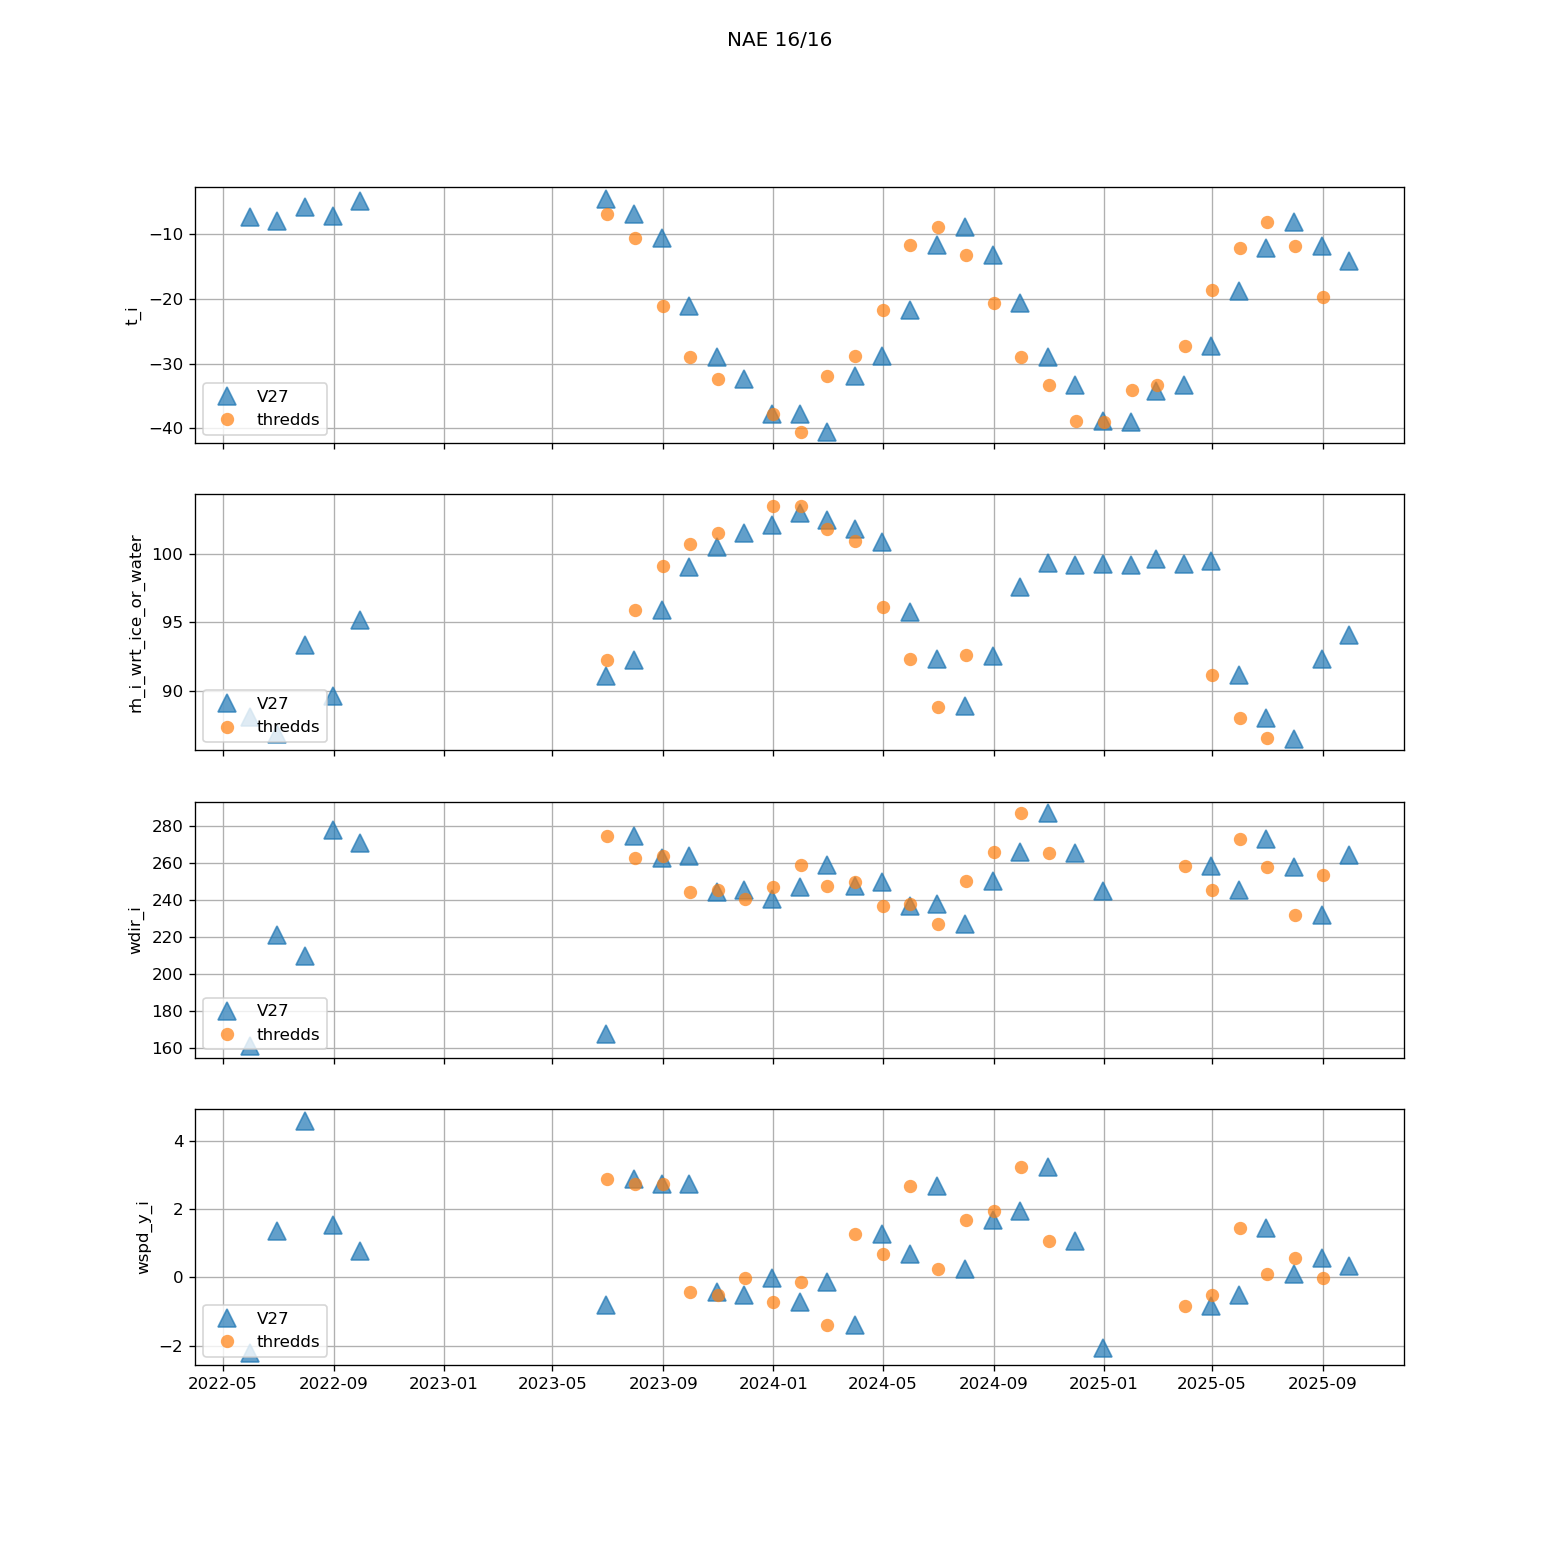 NAE 16/16
t_i
−10
−20
−30
−40
V27
thredds
rh_i_wrt_ice_or_water
100
95
90
V27
thredds
wdir_i
280
260
240
220
200
180
160
V27
thredds
wspd_y_i
4
2
0
−2
V27
thredds
2022-05 2022-09 2023-01 2023-05 2023-09 2024-01 2024-05 2024-09 2025-01 2025-05 2025-09